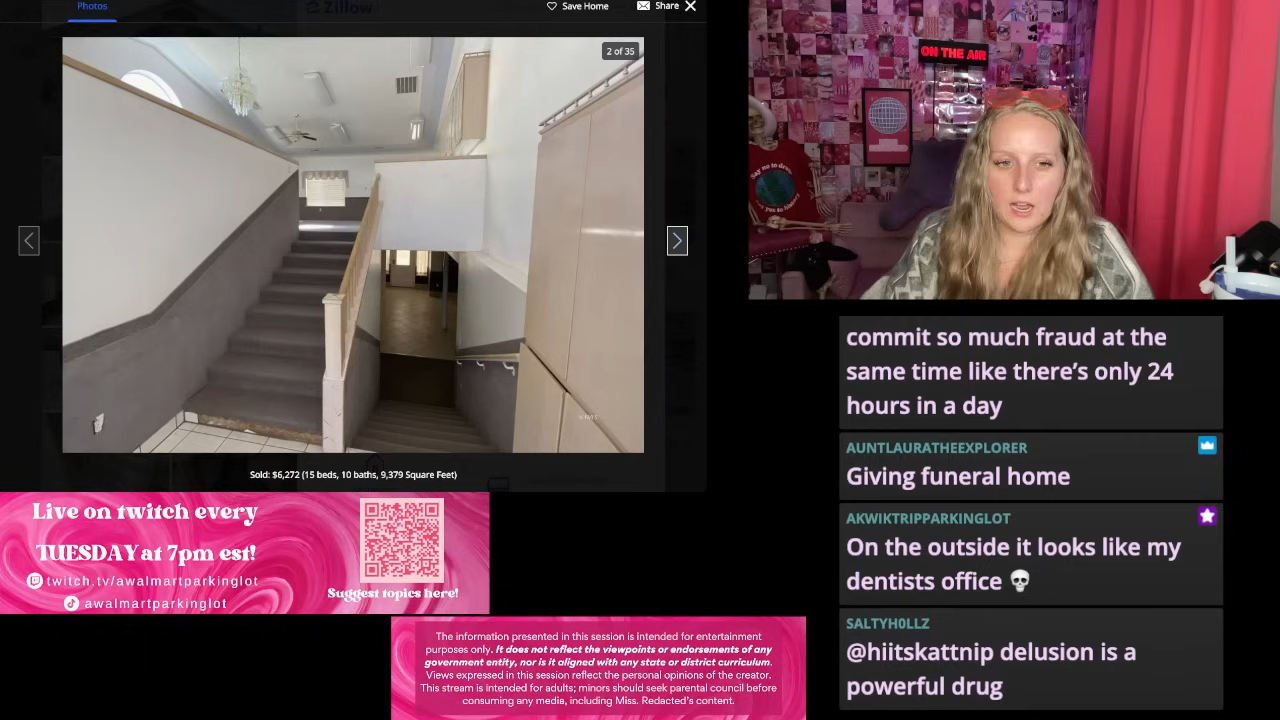 Photos
Zillow
Save Home
Share
2 of 35
ON THE AIR
Sold: $6,272 (15 beds, 10 baths, 9,379 Square Feet)
commit so much fraud at the
same time like there's only 24
hours in a day
AUNTLAURATHEEXPLORER
Giving funeral home
AKWIKTRIPPARKINGLOT
On the outside it looks like my
dentists office 💀
SALTYH0LLZ
@hiitskattnip delusion is a
powerful drug
Live on twitch every
TUESDAY at 7pm est!
twitch.tv/awalmartparkinglot
awalmartparkinglot
Suggest topics here!
The information presented in this session is intended for entertainment
purposes only. It does not reflect the viewpoints or endorsements of any
government entity, nor is it aligned with any state or district curriculum.
Views expressed in this session reflect the personal opinions of the creator.
This stream is intended for adults; minors should seek parental council before
consuming any media, including Miss. Redacted's content.